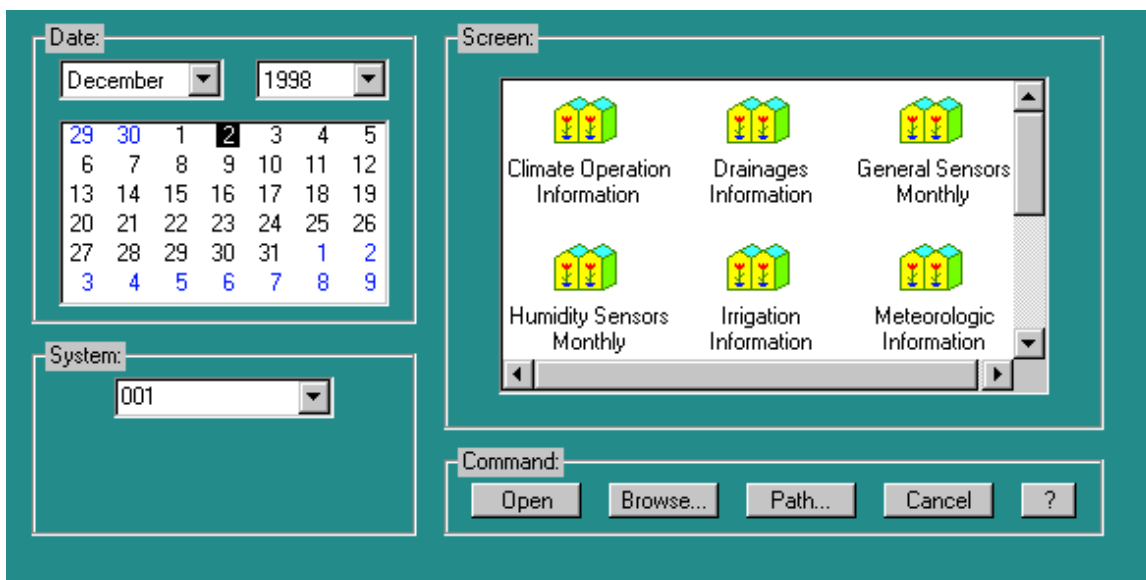 Date:
December 1998
29 30 1 2 3 4 5
6 7 8 9 10 11 12
13 14 15 16 17 18 19
20 21 22 23 24 25 26
27 28 29 30 31 1 2
3 4 5 6 7 8 9
System:
001
Screen:
Climate Operation Information
Drainages Information
General Sensors Monthly
Humidity Sensors Monthly
Irrigation Information
Meteorologic Information
Command:
Open Browse... Path... Cancel ?